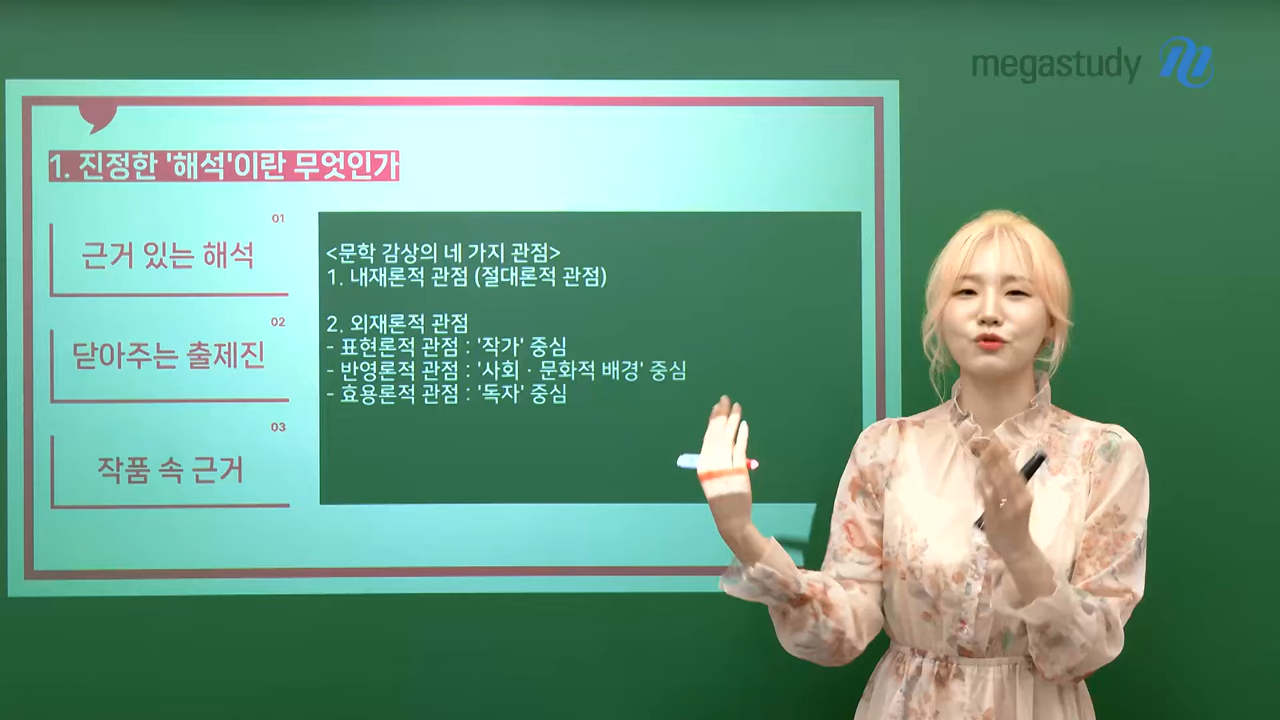 megastudy
1. 진정한 '해석'이란 무엇인가
01
근거 있는 해석
02
닫아주는 출제진
03
작품 속 근거
<문학 감상의 네 가지 관점>
1. 내재론적 관점 (절대론적 관점)
2. 외재론적 관점
- 표현론적 관점 : '작가' 중심
- 반영론적 관점 : '사회 · 문화적 배경' 중심
- 효용론적 관점 : '독자' 중심